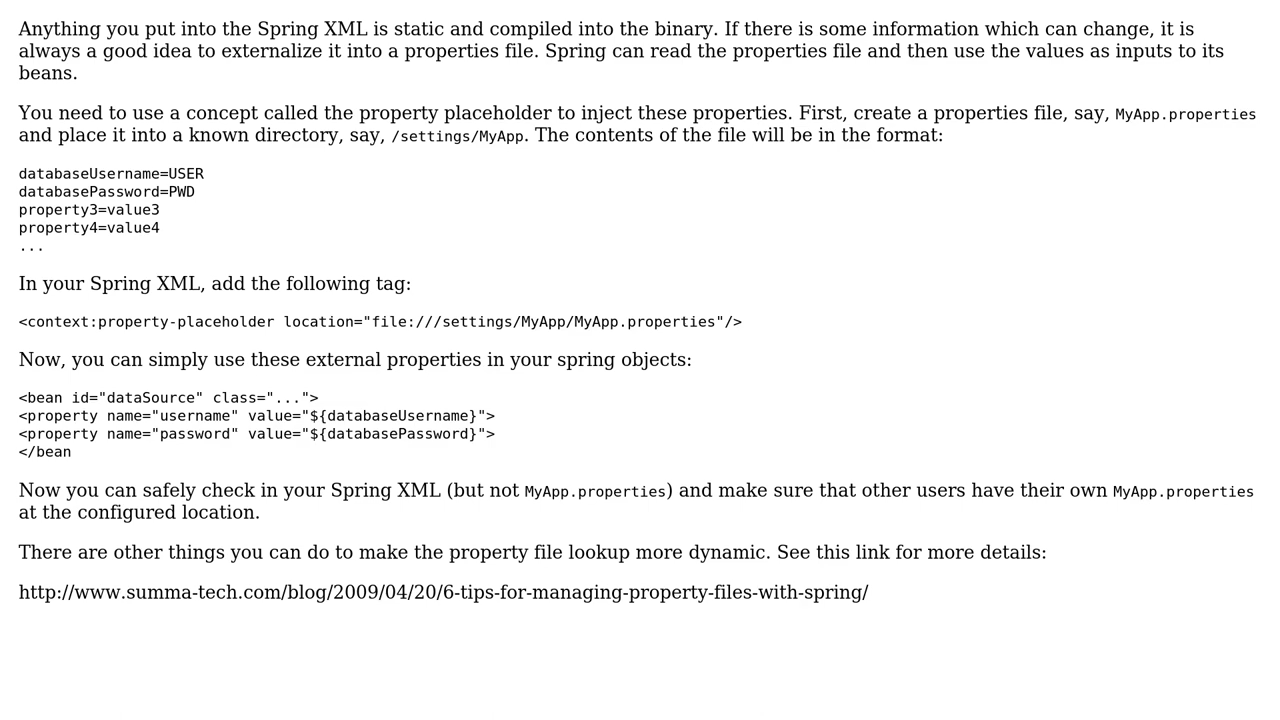 Anything you put into the Spring XML is static and compiled into the binary. If there is some information which can change, it is
always a good idea to externalize it into a properties file. Spring can read the properties file and then use the values as inputs to its
beans.
You need to use a concept called the property placeholder to inject these properties. First, create a properties file, say, MyApp.properties
and place it into a known directory, say, /settings/MyApp. The contents of the file will be in the format:
databaseUsername=USER
databasePassword=PWD
property3=value3
property4=value4
...
In your Spring XML, add the following tag:
<context:property-placeholder location="file:///settings/MyApp/MyApp.properties"/>
Now, you can simply use these external properties in your spring objects:
<bean id="dataSource" class="...">
<property name="username" value="${databaseUsername}">
<property name="password" value="${databasePassword}">
</bean
Now you can safely check in your Spring XML (but not MyApp.properties) and make sure that other users have their own MyApp.properties
at the configured location.
There are other things you can do to make the property file lookup more dynamic. See this link for more details:
http://www.summa-tech.com/blog/2009/04/20/6-tips-for-managing-property-files-with-spring/